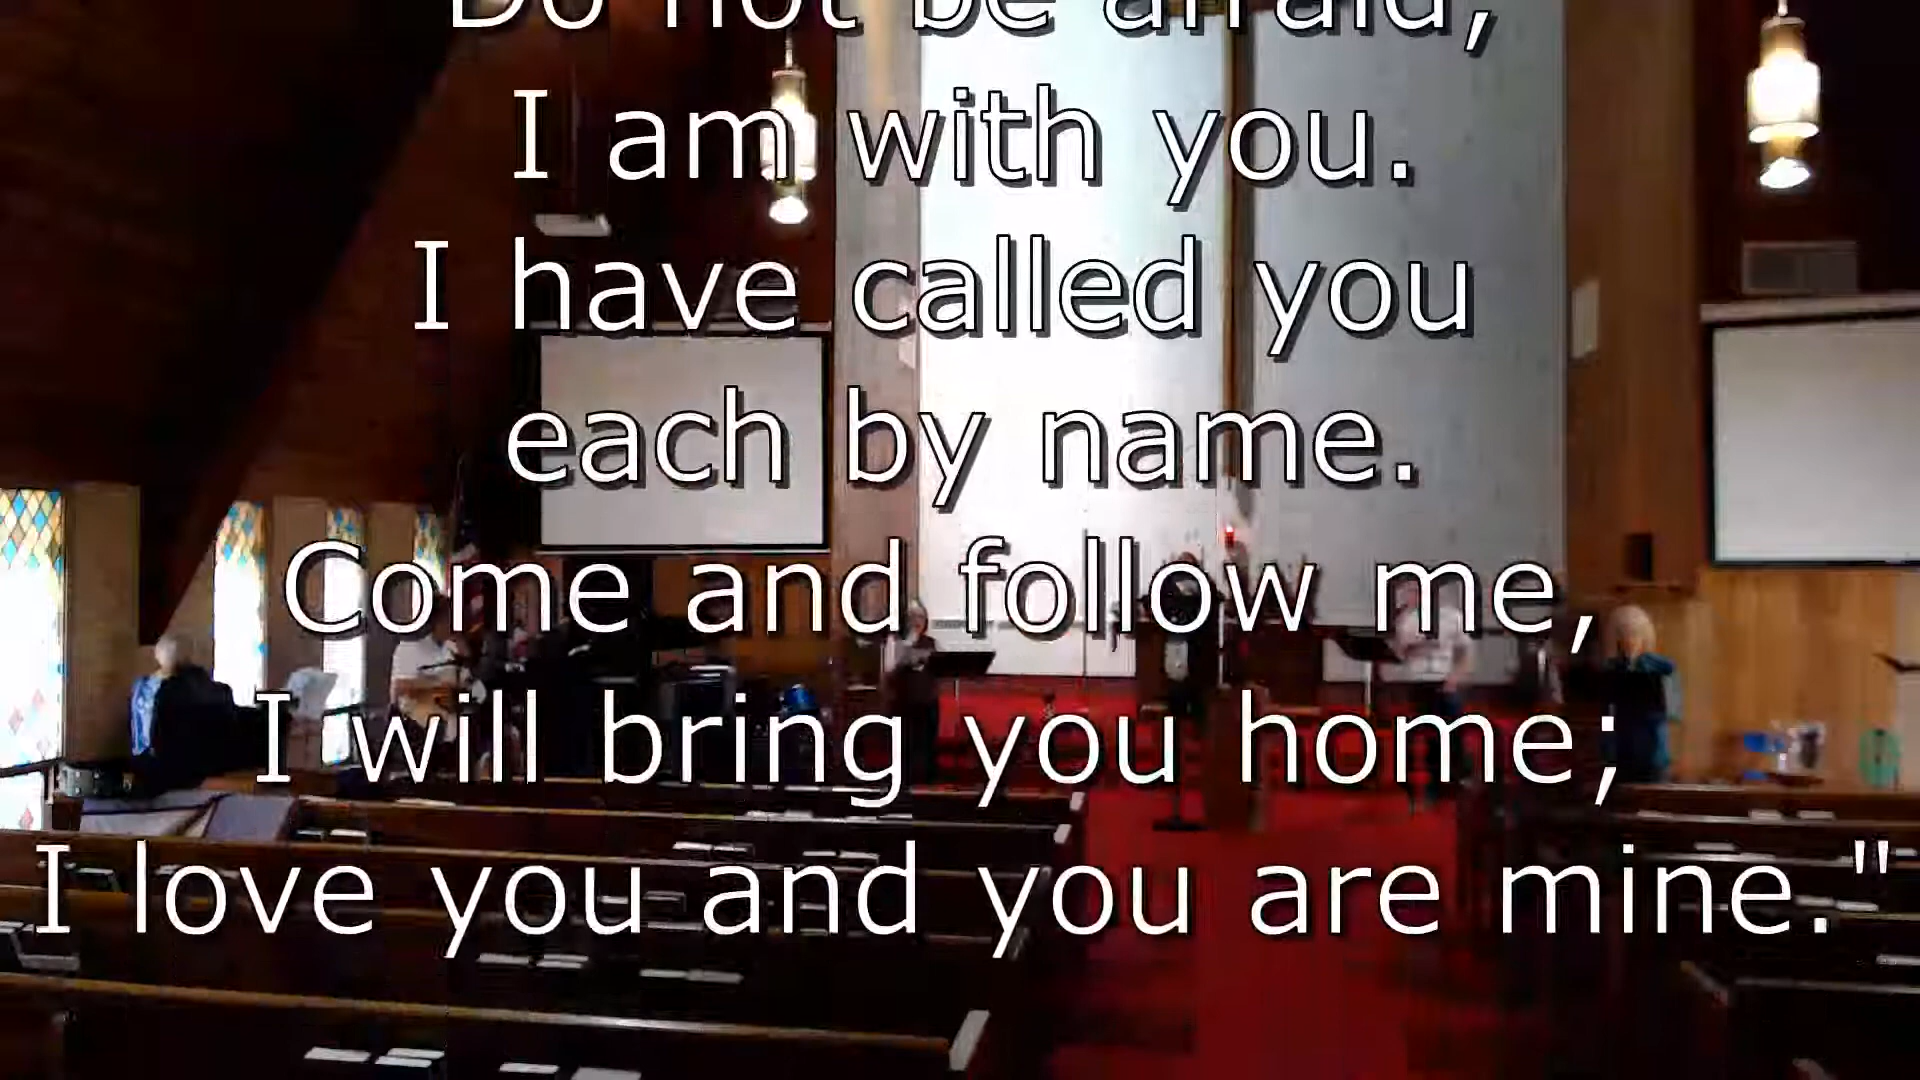 Do not be afraid,
I am with you.
I have called you
each by name.
Come and follow me,
I will bring you home;
I love you and you are mine."